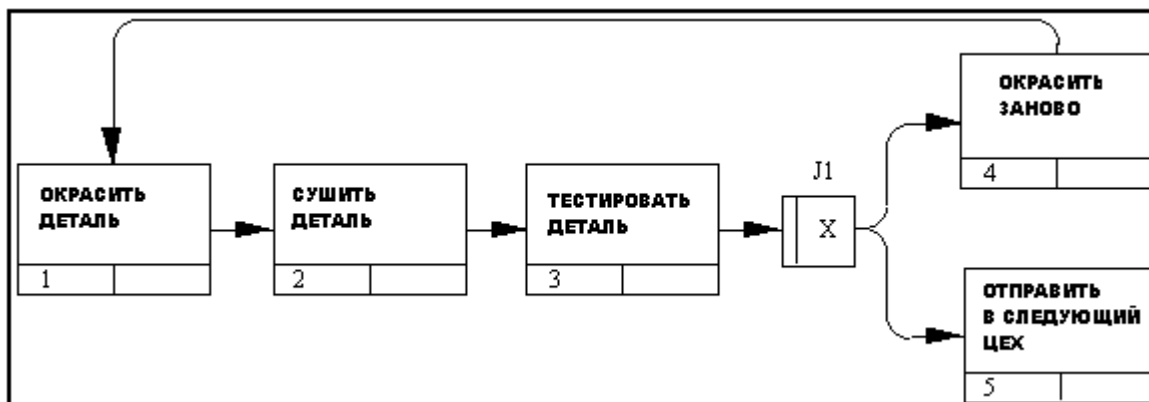 ОКРАСИТЬ
ЗАНОВО
4
J1
X
ОКРАСИТЬ
ДЕТАЛЬ
1
СУШИТЬ
ДЕТАЛЬ
2
ТЕСТИРОВАТЬ
ДЕТАЛЬ
3
ОТПРАВИТЬ
В СЛЕДУЮЩИЙ
ЦЕХ
5